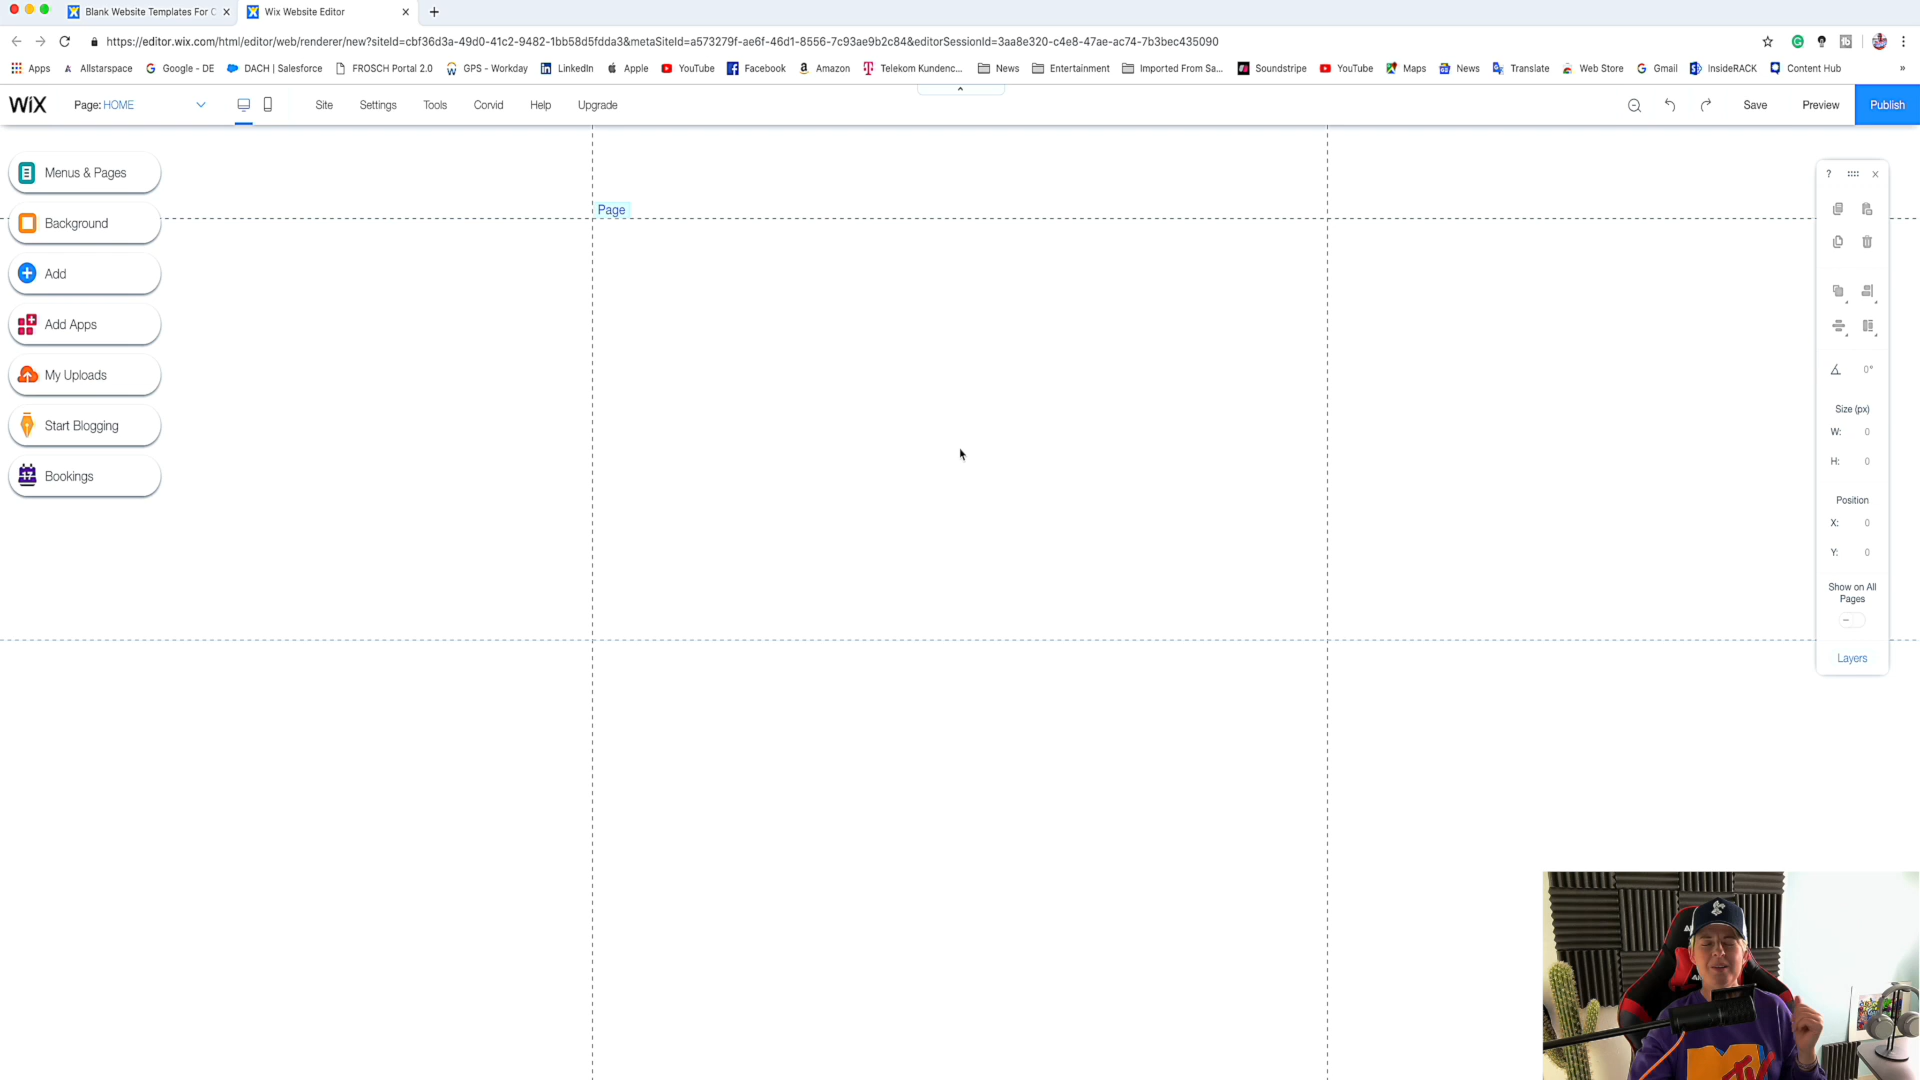 Blank Website Templates For C
Wix Website Editor
https://editor.wix.com/html/editor/web/renderer/new?siteId=cbf36d3a-49d0-41c2-9482-1bb58d5fdda3&metaSiteId=a573279f-ae6f-46d1-8556-7c93ae9b2c84&editorSessionId=3aa8e320-c4e8-47ae-ac74-7b3bec435090
Apps Allstarspace Google - DE DACH | Salesforce FROSCH Portal 2.0 GPS - Workday LinkedIn Apple YouTube Facebook Amazon Telekom Kundenc... News Entertainment Imported From Sa... Soundstripe YouTube Maps News Translate Web Store Gmail InsideRACK Content Hub »
WiX Page: HOME Site Settings Tools Corvid Help Upgrade Save Preview Publish
Menus & Pages
Page
Background
Add
Add Apps
My Uploads
Start Blogging
Bookings
?
0°
Size (px)
W: 0
H: 0
Position
X: 0
Y: 0
Show on All
Pages
Layers
MTV